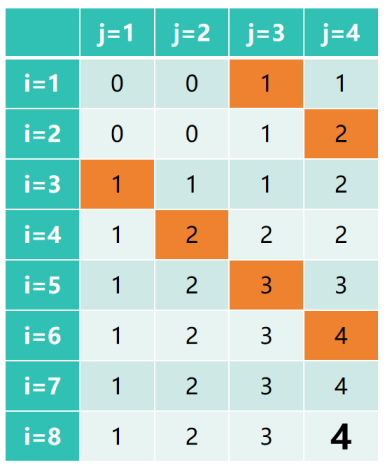 j=1 j=2 j=3 j=4
i=1 0 0 1 1
i=2 0 0 1 2
i=3 1 1 1 2
i=4 1 2 2 2
i=5 1 2 3 3
i=6 1 2 3 4
i=7 1 2 3 4
i=8 1 2 3 4